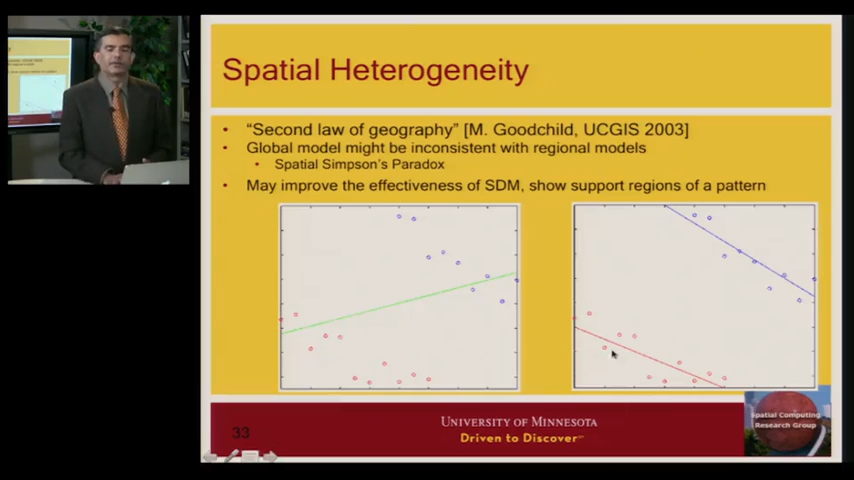 Spatial Heterogeneity
• “Second law of geography” [M. Goodchild, UCGIS 2003]
• Global model might be inconsistent with regional models
• Spatial Simpson’s Paradox
• May improve the effectiveness of SDM, show support regions of a pattern
33
UNIVERSITY OF MINNESOTA
Driven to Discover℠
Spatial Computing
Research Group